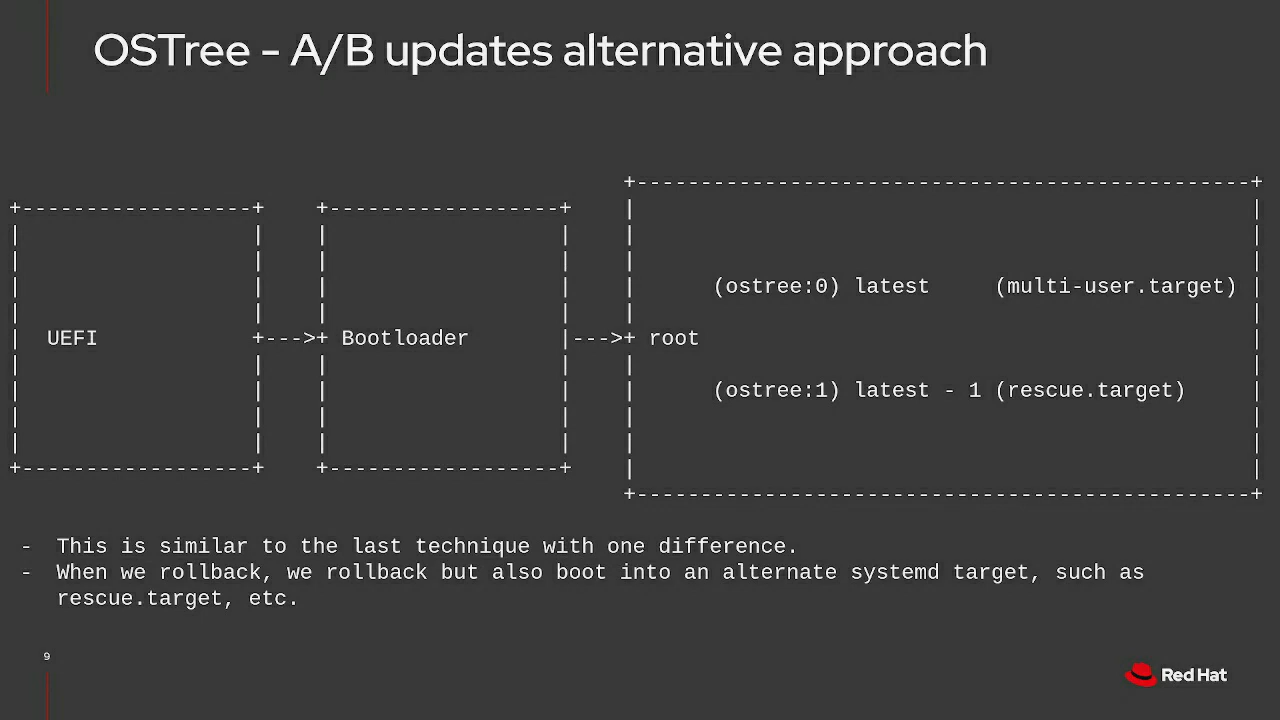 OSTree - A/B updates alternative approach
+------------------------------------------------+
+------------------+    +------------------+
(ostree:0) latest     (multi-user.target)
UEFI            +--->+ Bootloader       |--->+ root
(ostree:1) latest - 1 (rescue.target)
+------------------+    +------------------+
+------------------------------------------------+
-  This is similar to the last technique with one difference.
-  When we rollback, we rollback but also boot into an alternate systemd target, such as
rescue.target, etc.
9
Red Hat